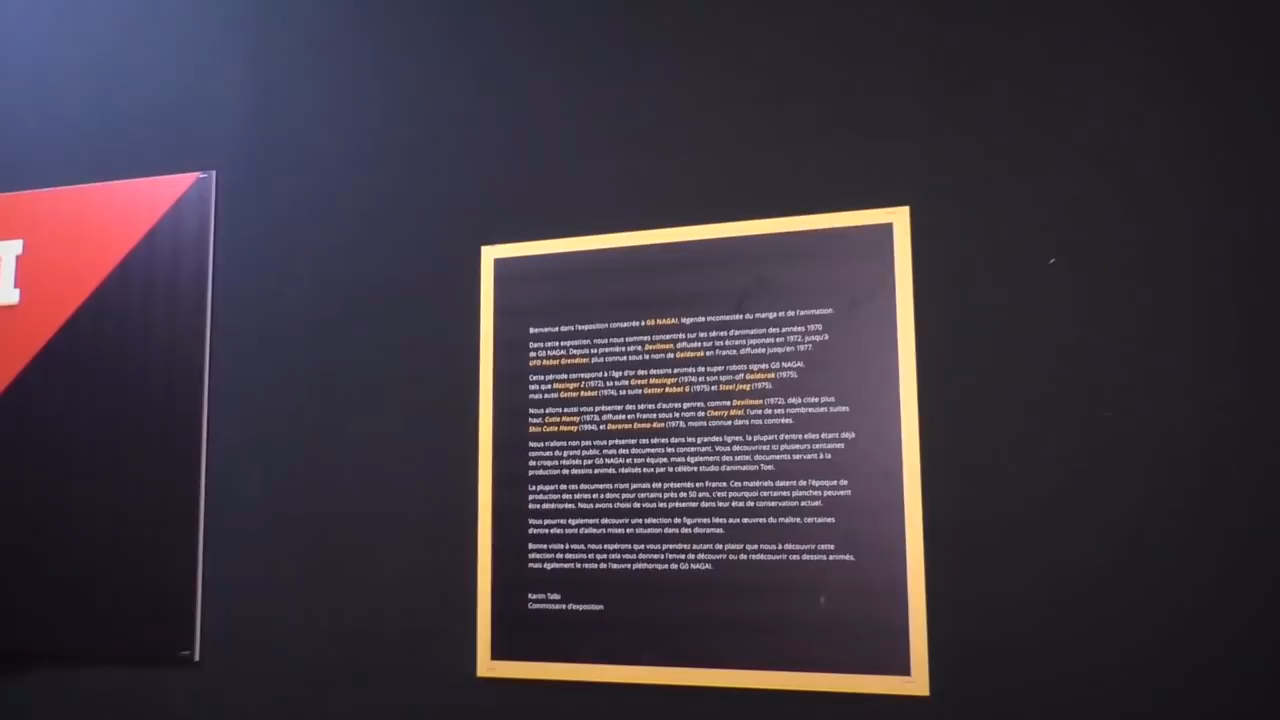 I
Bienvenue dans l'exposition consacrée à Gô NAGAI, légende incontestée du manga et de l'animation.
Dans cette exposition, nous nous sommes concentrés sur les séries d'animation des années 1970
de Gô NAGAI. Depuis sa première série, Devilman, diffusée sur les écrans japonais en 1972, jusqu'à
UFO Robot Grendizer, plus connue sous le nom de Goldorak en France, diffusée jusqu'en 1977.
Cette période correspond à l'âge d'or des dessins animés de super robots signés Gô NAGAI.
tels que Mazinger Z (1972), sa suite Great Mazinger (1974) et son spin-off Goldorak (1975),
mais aussi Getter Robot (1974), sa suite Getter Robot G (1975) et Steel Jeeg (1975).
Nous allons aussi vous présenter des séries d'autres genres, comme Devilman (1972), déjà citée plus
haut, Cutie Honey (1973), diffusée en France sous le nom de Cherry Miel, l'une de ses nombreuses suites
Shin Cutie Honey (1994), et Dororon Enma-Kun (1973), moins connue dans nos contrées.
Nous n'allons non pas vous présenter ces séries dans les grandes lignes, la plupart d'entre elles étant déjà
connues du grand public, mais des documents les concernant. Vous découvrirez ici plusieurs centaines
de croquis réalisés par Gô NAGAI et son équipe, mais également des settei, documents servant à la
production de dessins animés, réalisés eux par le célèbre studio d'animation Toei.
La plupart de ces documents n'ont jamais été présentés en France. Ces matériels datent de l'époque de
production des séries et a donc pour certains près de 50 ans, c'est pourquoi certaines planches peuvent
être détériorées. Nous avons choisi de vous les présenter dans leur état de conservation actuel.
Vous pourrez également découvrir une sélection de figurines liées aux œuvres du maître, certaines
d'entre elles sont d'ailleurs mises en situation dans des dioramas.
Bonne visite à vous, nous espérons que vous prendrez autant de plaisir que nous à découvrir cette
sélection de dessins et que cela vous donnera l'envie de découvrir ou de redécouvrir ces dessins animés,
mais également le reste de l'œuvre pléthorique de Gô NAGAI.
Karim Talbi
Commissaire d'exposition